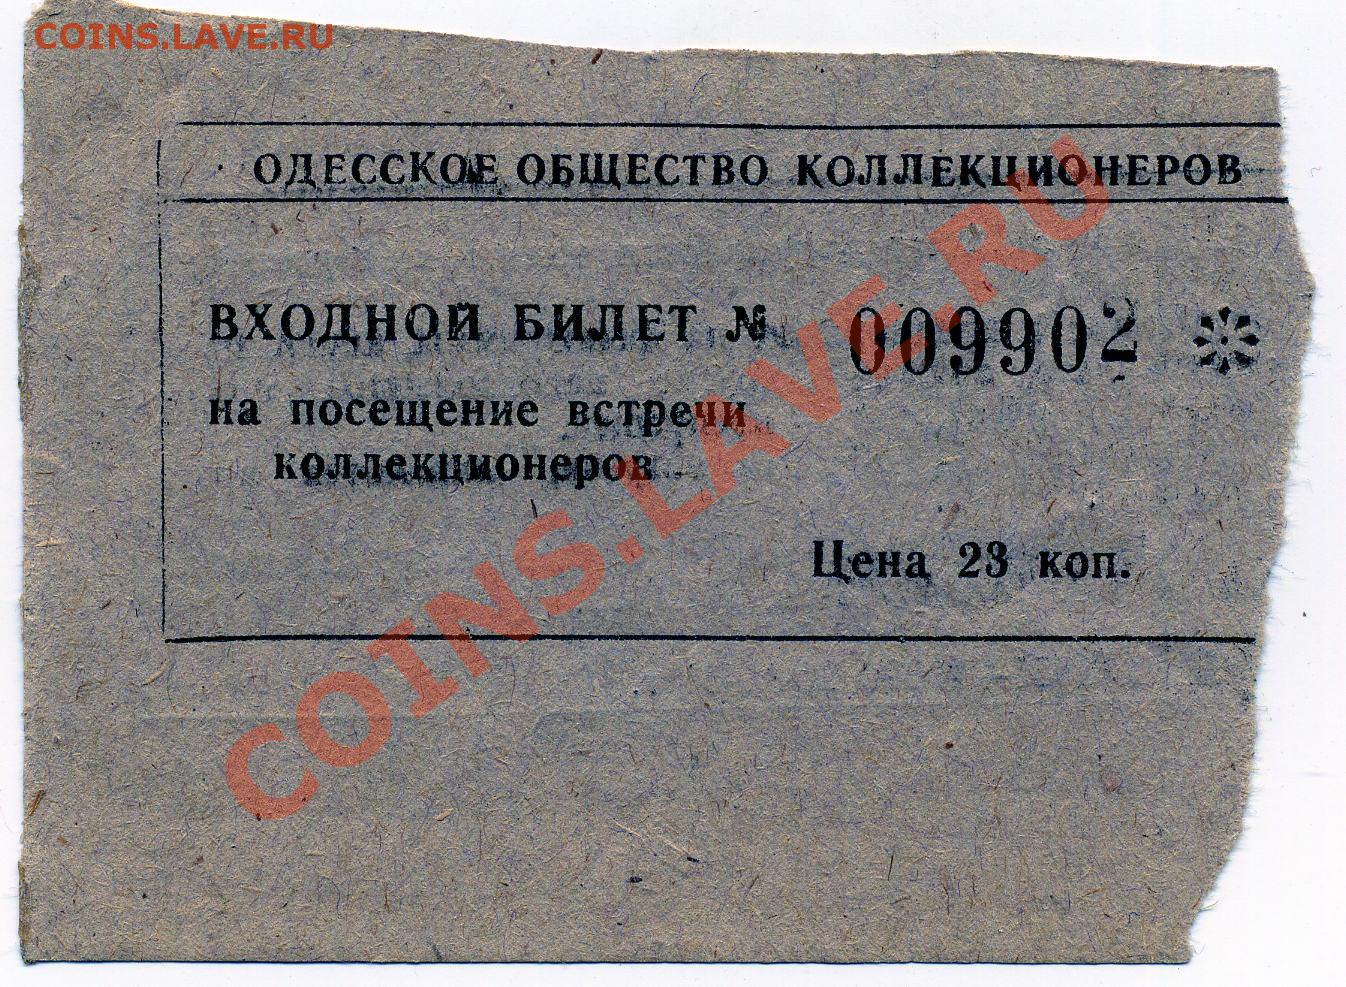 COINS.LAVE.RU
ОДЕССКОЕ ОБЩЕСТВО КОЛЛЕКЦИОНЕРОВ
ВХОДНОЙ БИЛЕТ № 009902
на посещение встречи
коллекционеров
Цена 23 коп.
COINS.LAVE.RU